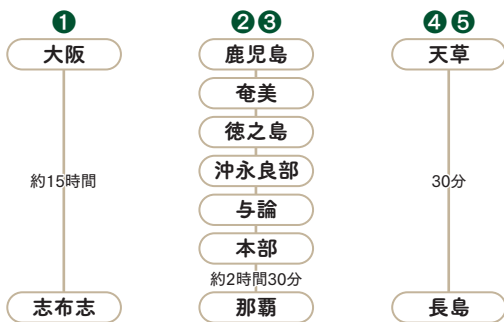 ❶
大阪
約15時間
志布志
❷❸
鹿児島
奄美
徳之島
沖永良部
与論
本部
約2時間30分
那覇
❹❺
天草
30分
長島